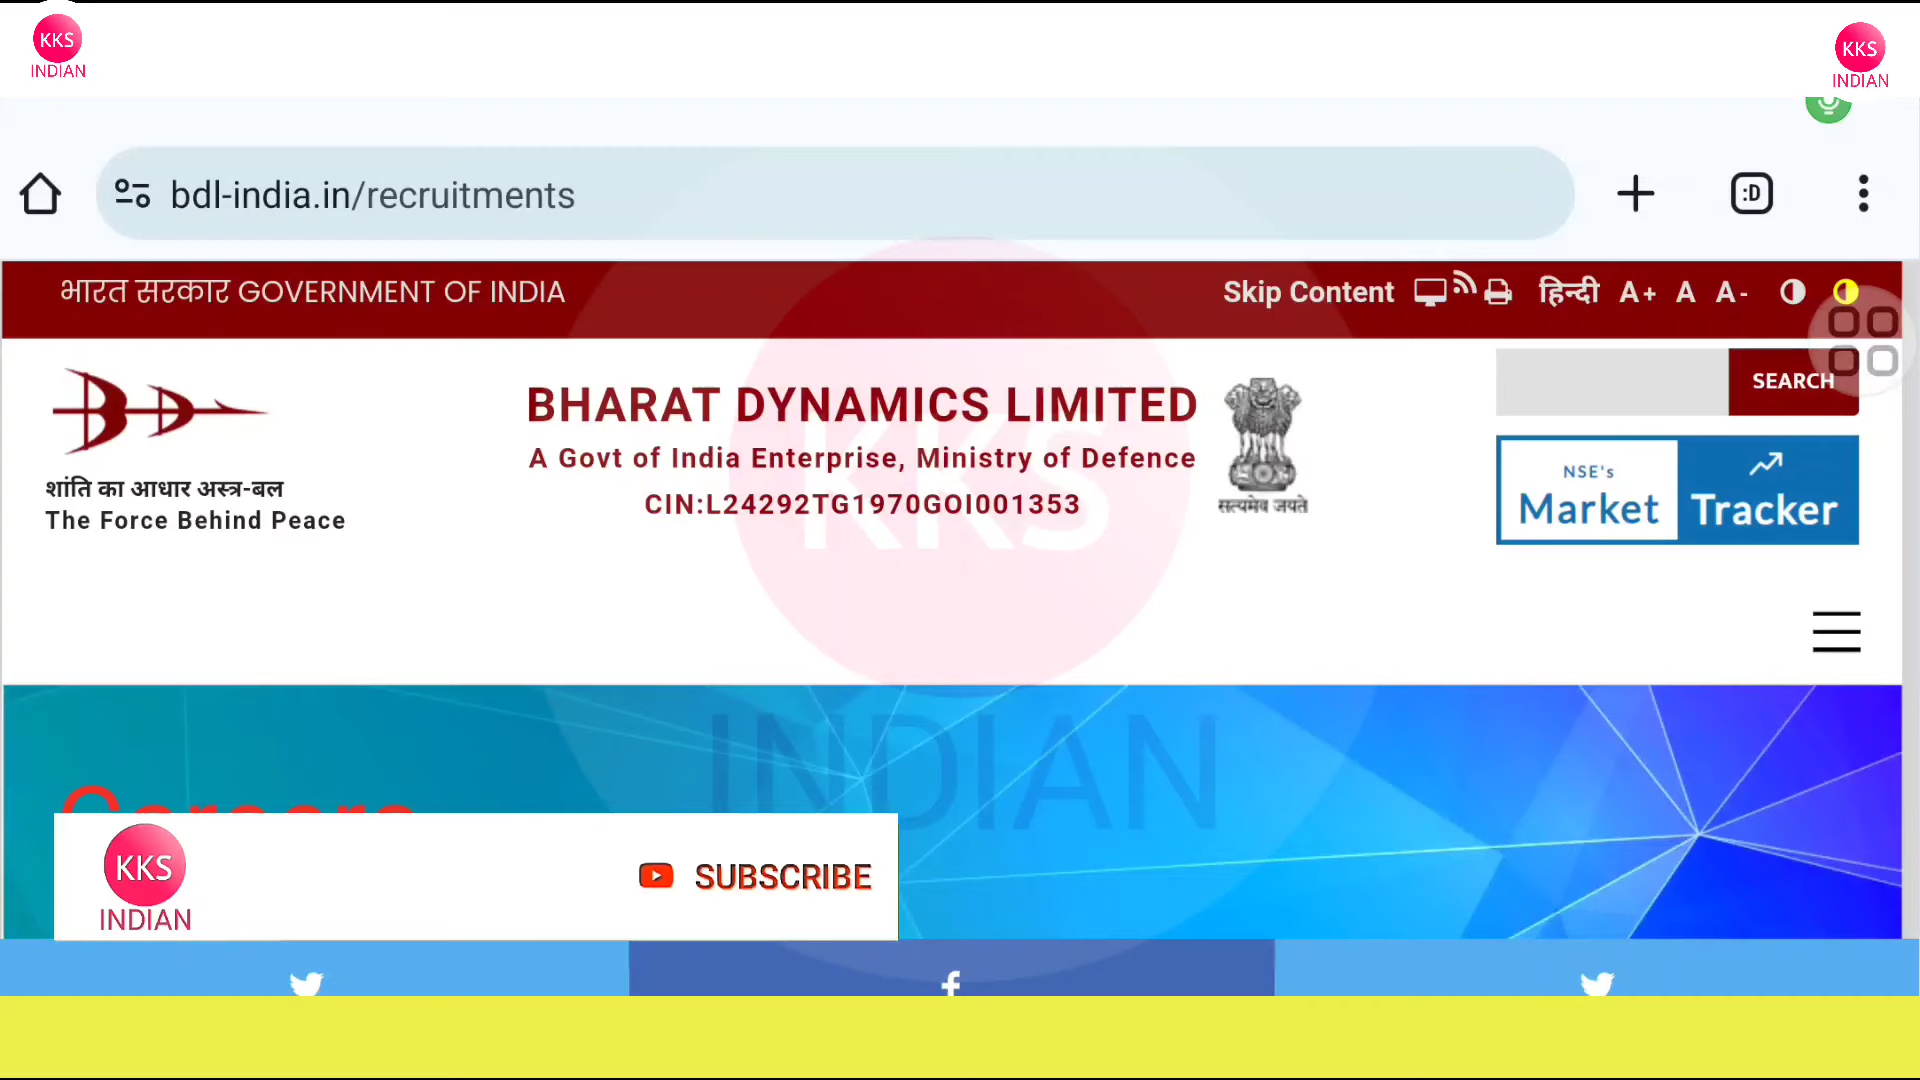 KKS
INDIAN
KKS
INDIAN
bdl-india.in/recruitments
:D
भारत सरकार GOVERNMENT OF INDIA
Skip Content हिन्दी A+ A A-
BHARAT DYNAMICS LIMITED
A Govt of India Enterprise, Ministry of Defence
CIN:L24292TG1970GOI001353
सत्यमेव जयते
शांति का आधार अस्त्र-बल
The Force Behind Peace
SEARCH
NSE's
Market Tracker
KKS
INDIAN
Careers
KKS
INDIAN
SUBSCRIBE